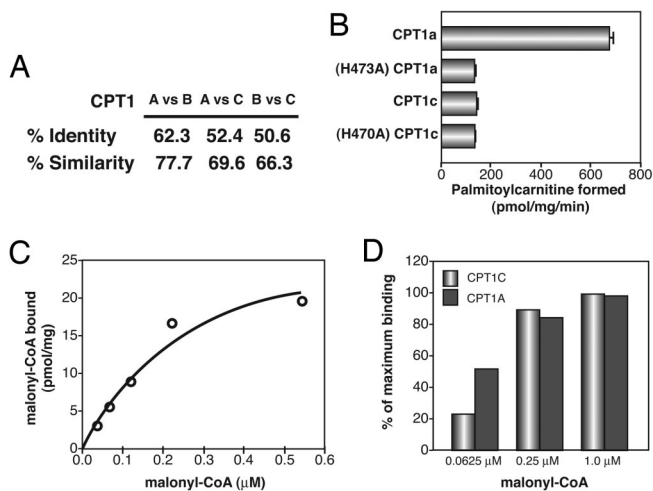 A
CPT1 A vs B A vs C B vs C
% Identity 62.3 52.4 50.6
% Similarity 77.7 69.6 66.3
B
CPT1a
(H473A) CPT1a
CPT1c
(H470A) CPT1c
0 200 400 600 800
Palmitoylcarnitine formed
(pmol/mg/min)
C
malonyl-CoA bound
(pmol/mg)
25
20
15
10
5
0
0.0 0.1 0.2 0.3 0.4 0.5 0.6
malonyl-CoA (μM)
D
% of maximum binding
120
100
80
60
40
20
0
CPT1C
CPT1A
0.0625 μM 0.25 μM 1.0 μM
malonyl-CoA